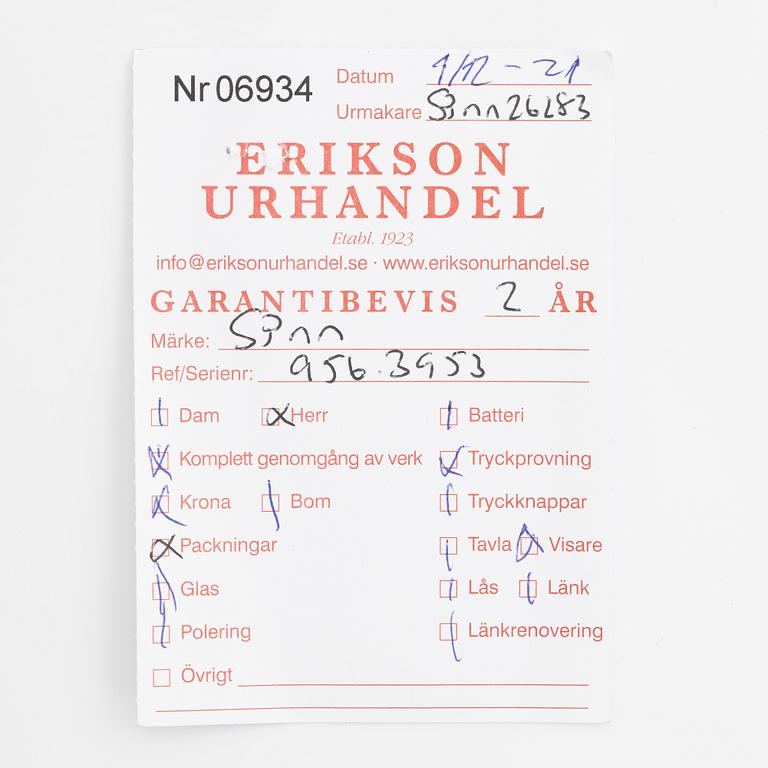 Nr 06934
Datum 1/12 - 21
Urmakare Sinn 26283
ERIKSON
URHANDEL
Etabl. 1923
info@eriksonurhandel.se · www.eriksonurhandel.se
GARANTIBEVIS 2 ÅR
Märke: Sinn
Ref/Serienr: 956.3953
Dam Herr Batteri
Komplett genomgång av verk Tryckprovning
Krona Bom Tryckknappar
Packningar Tavla Visare
Glas Lås Länk
Polering Länkrenovering
Övrigt